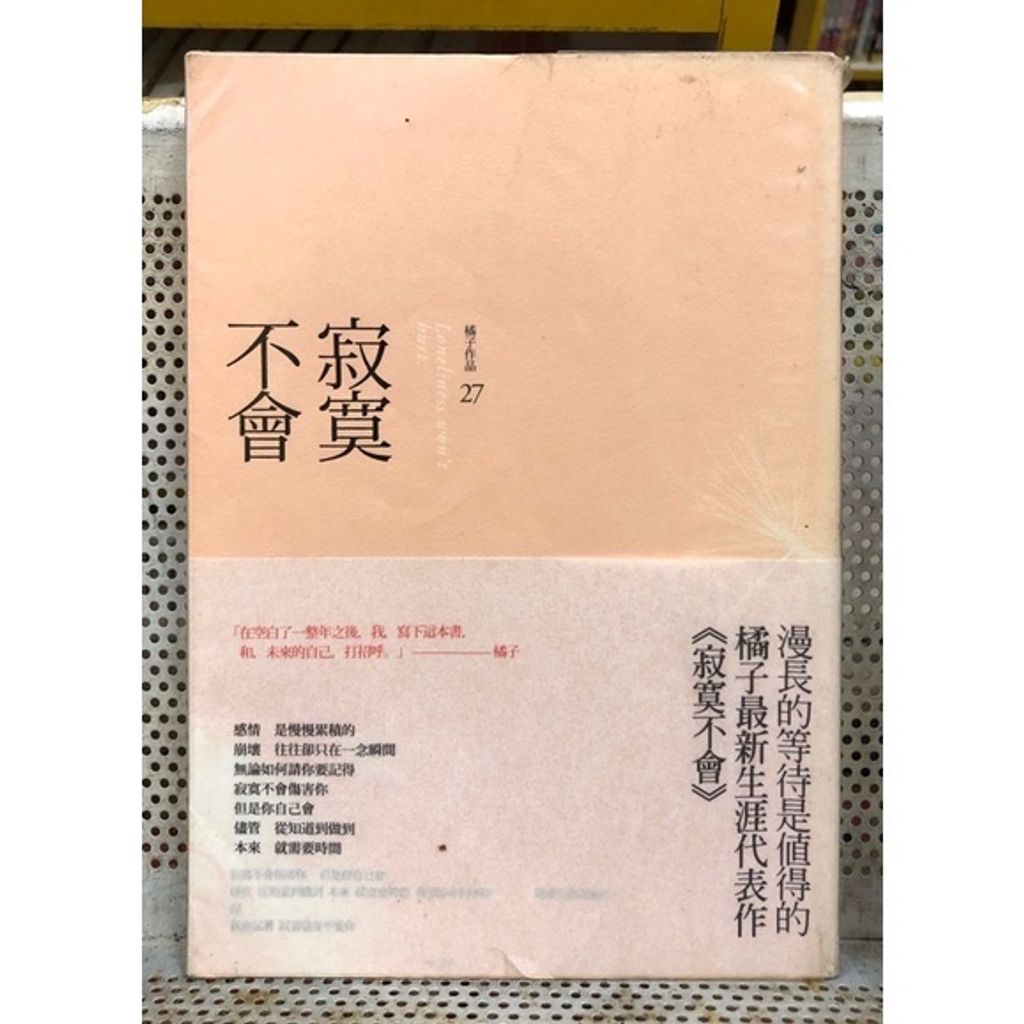 橘子作品 27
Loneliness won't
hurt.
寂寞
不會
「在空白了一整年之後，我，寫下這本書，
和，未來的自己，打招呼。」——————橘子
漫長的等待是值得的
橘子最新生涯代表作
《寂寞不會》
感情　是慢慢累積的
崩壞　往往卻只在一念瞬間
無論如何請你要記得
寂寞不會傷害你
但是你自己會
儘管　從知道到做到
本來　就需要時間